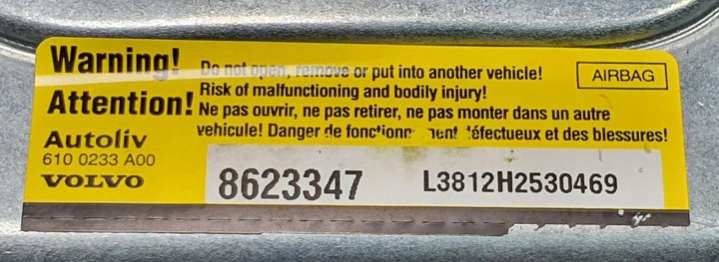 Warning!
Do not open, remove or put into another vehicle!
Risk of malfunctioning and bodily injury!
AIRBAG
Attention!
Ne pas ouvrir, ne pas retirer, ne pas monter dans un autre
vehicule! Danger de et des blessures!
Autoliv
610 0233 A00
VOLVO
8623347
L3812H2530469